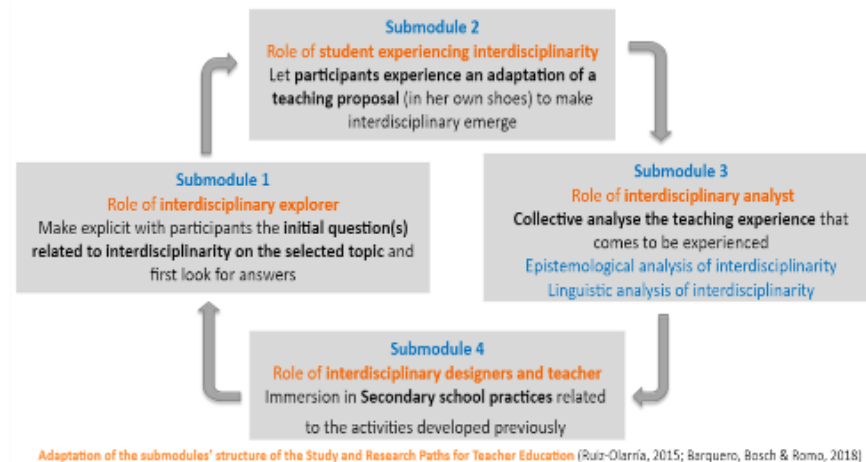 Submodule 2
Role of student experiencing interdisciplinarity
Let participants experience an adaptation of a
teaching proposal (in her own shoes) to make
interdisciplinary emerge
Submodule 1
Role of interdisciplinary explorer
Make explicit with participants the initial question(s)
related to interdisciplinarity on the selected topic and
first look for answers
Submodule 3
Role of interdisciplinary analyst
Collective analyse the teaching experience that
comes to be experienced
Epistemological analysis of interdisciplinarity
Linguistic analysis of interdisciplinarity
Submodule 4
Role of interdisciplinary designers and teacher
Immersion in Secondary school practices related
to the activities developed previously
Adaptation of the submodules' structure of the Study and Research Paths for Teacher Education (Ruiz-Olarría, 2015; Barquero, Bosch & Romo, 2018)